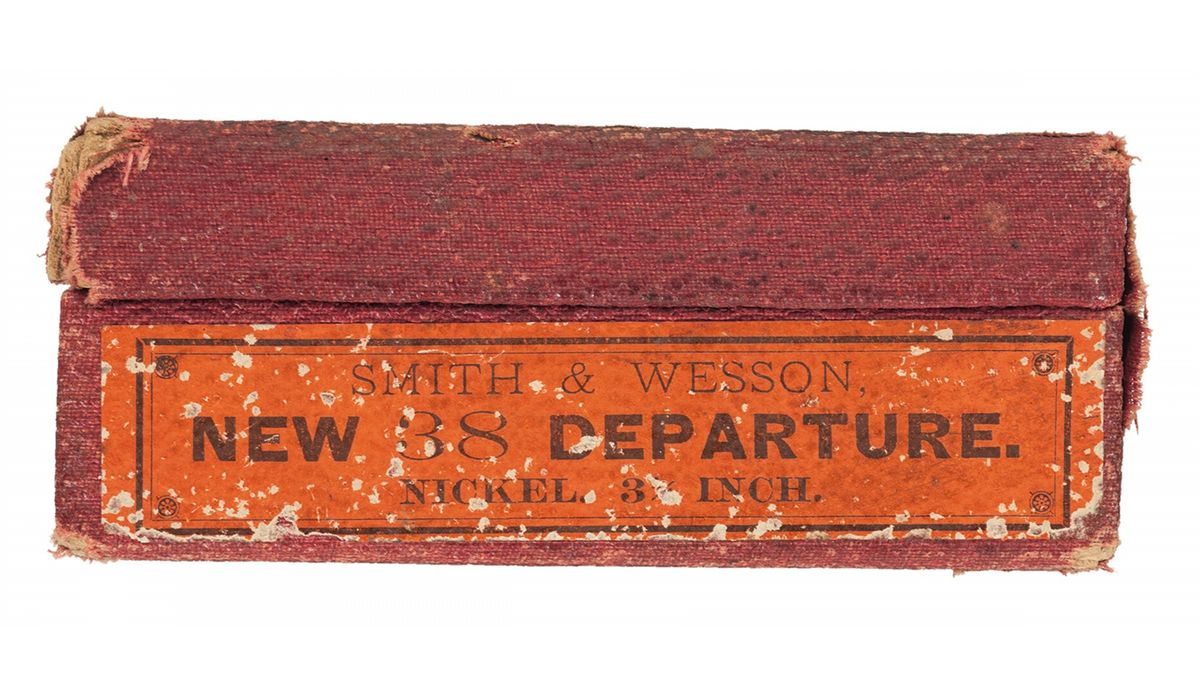 SMITH & WESSON,
NEW 38 DEPARTURE.
NICKEL. 3 INCH.